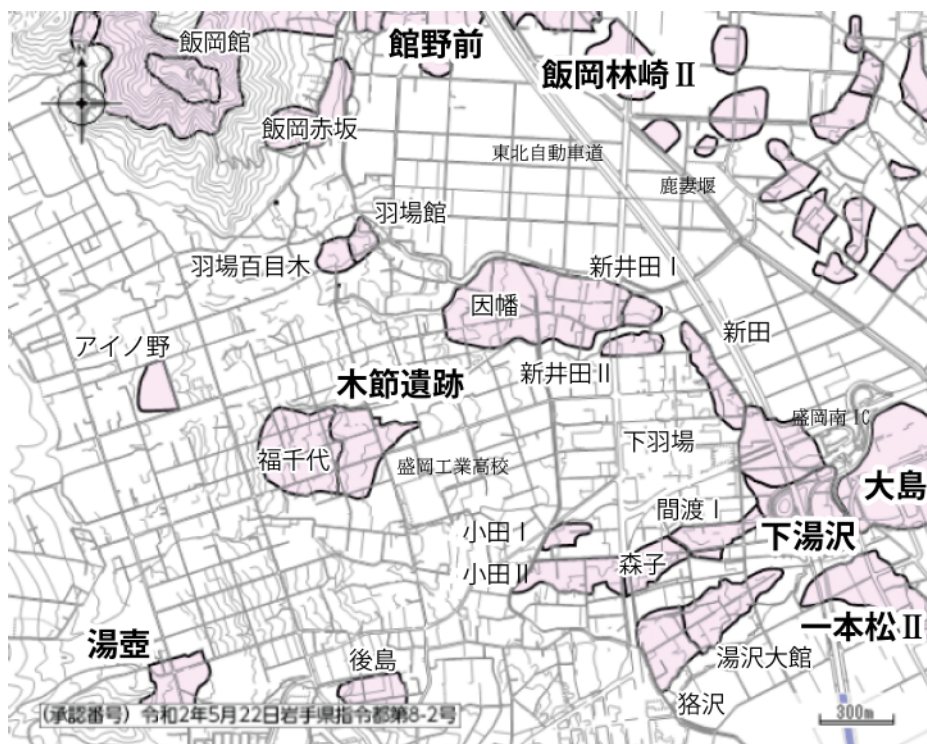 飯岡館
館野前
飯岡林崎Ⅱ
飯岡赤坂
東北自動車道
鹿妻堰
羽場館
羽場百目木
新井田Ⅰ
因幡
新田
アイノ野
新井田Ⅱ
木節遺跡
盛岡南IC
下羽場
福千代
盛岡工業高校
大島
間渡Ⅰ
小田Ⅰ
下湯沢
森子
小田Ⅱ
一本松Ⅱ
湯壺
後島
湯沢大館
狢沢
(承認番号) 令和2年5月22日岩手県指令都第8-2号
300m